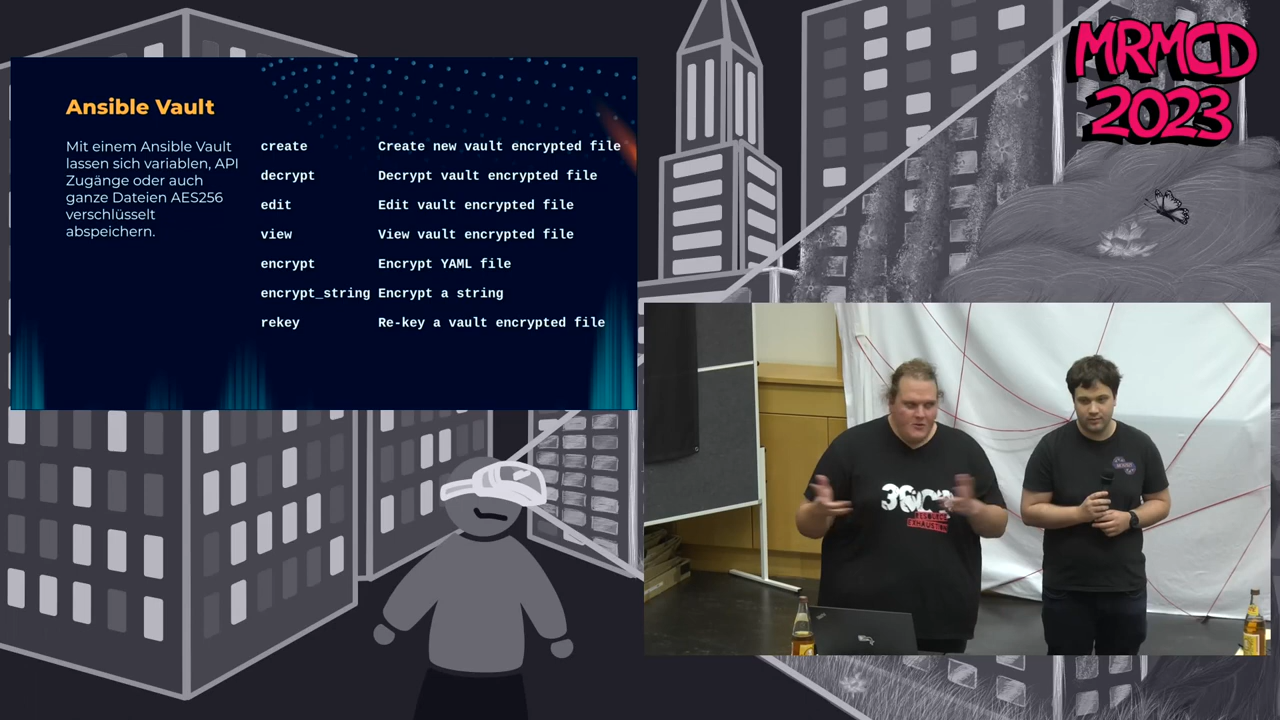 MRMCD
2023
Ansible Vault
Mit einem Ansible Vault
lassen sich variablen, API
Zugänge oder auch
ganze Dateien AES256
verschlüsselt
abspeichern.
create Create new vault encrypted file
decrypt Decrypt vault encrypted file
edit Edit vault encrypted file
view View vault encrypted file
encrypt Encrypt YAML file
encrypt_string Encrypt a string
rekey Re-key a vault encrypted file